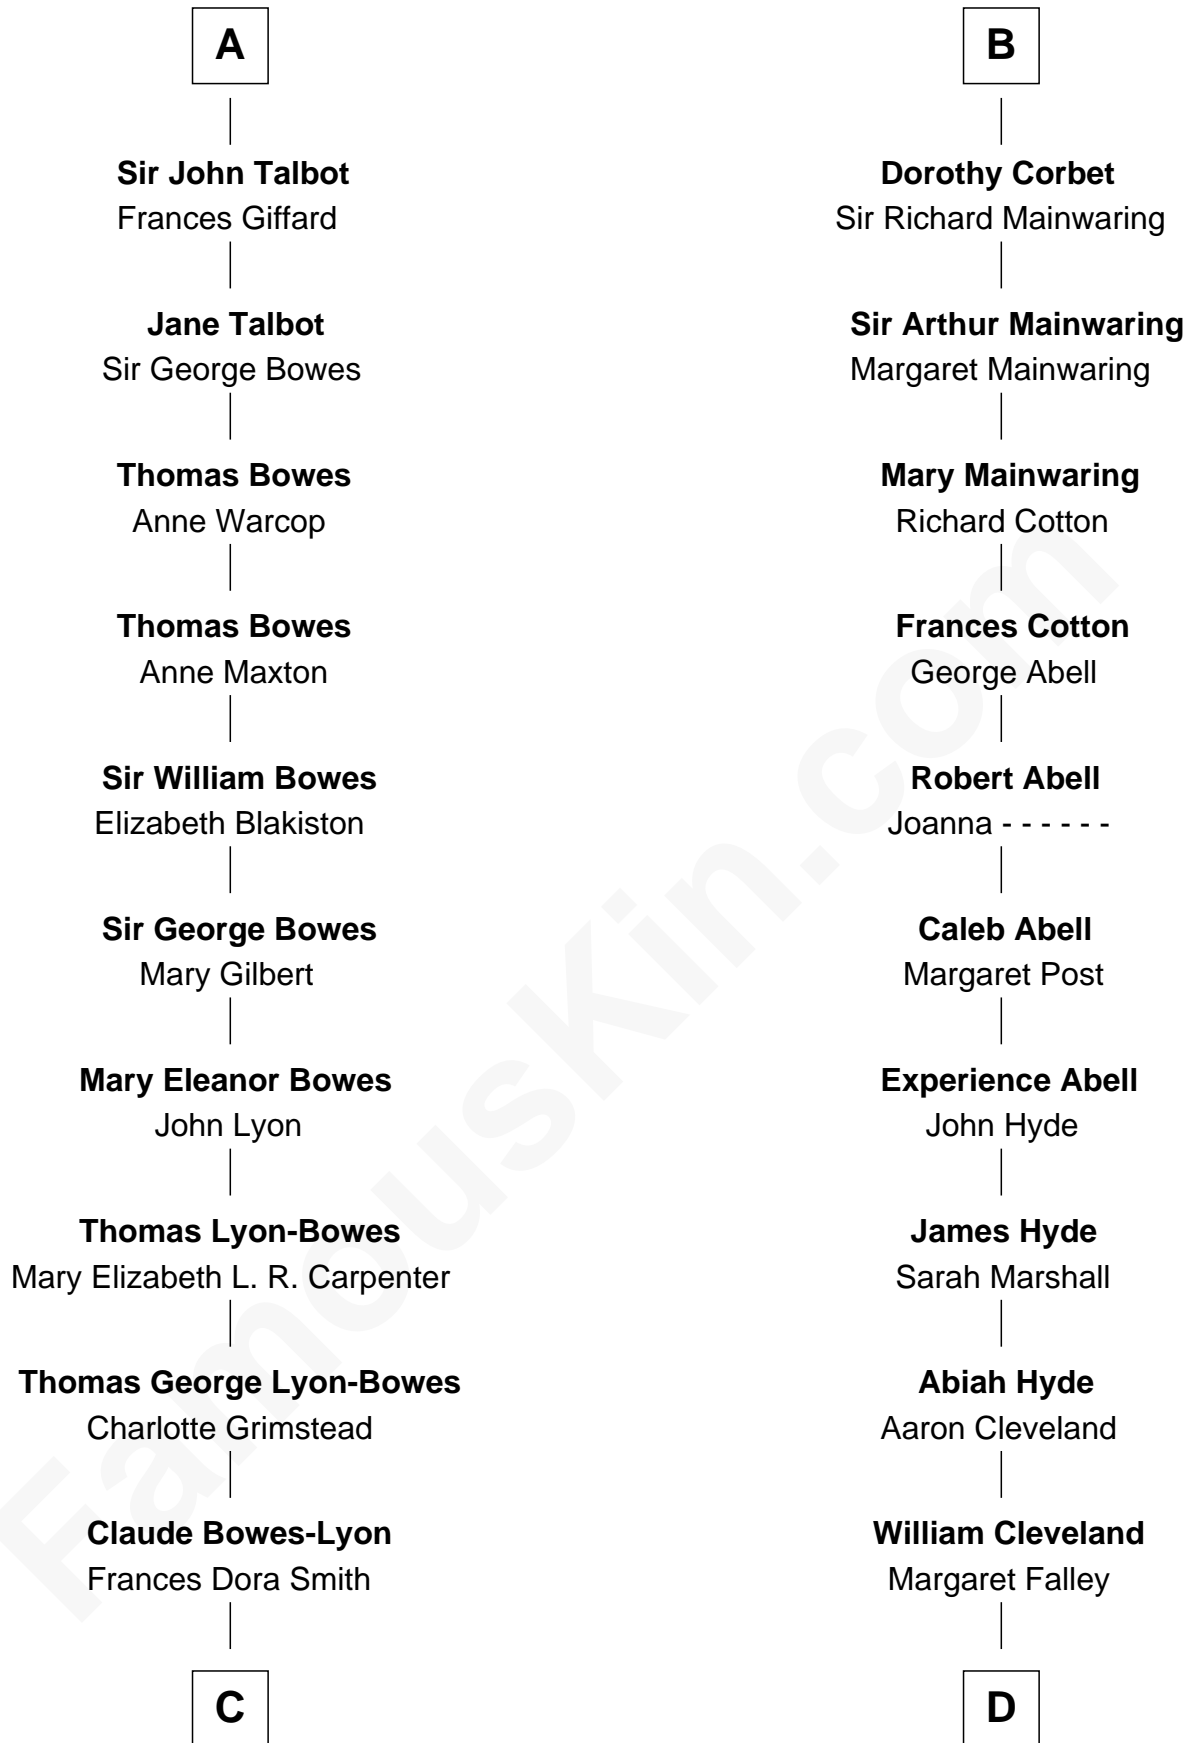 A
Sir John Talbot
Frances Giffard
Jane Talbot
Sir George Bowes
Thomas Bowes
Anne Warcop
Thomas Bowes
Anne Maxton
Sir William Bowes
Elizabeth Blakiston
Sir George Bowes
Mary Gilbert
Mary Eleanor Bowes
John Lyon
Thomas Lyon-Bowes
Mary Elizabeth L. R. Carpenter
Thomas George Lyon-Bowes
Charlotte Grimstead
Claude Bowes-Lyon
Frances Dora Smith
C
B
Dorothy Corbet
Sir Richard Mainwaring
Sir Arthur Mainwaring
Margaret Mainwaring
Mary Mainwaring
Richard Cotton
Frances Cotton
George Abell
Robert Abell
Joanna - - - - - -
Caleb Abell
Margaret Post
Experience Abell
John Hyde
James Hyde
Sarah Marshall
Abiah Hyde
Aaron Cleveland
William Cleveland
Margaret Falley
D
FamousKin.com